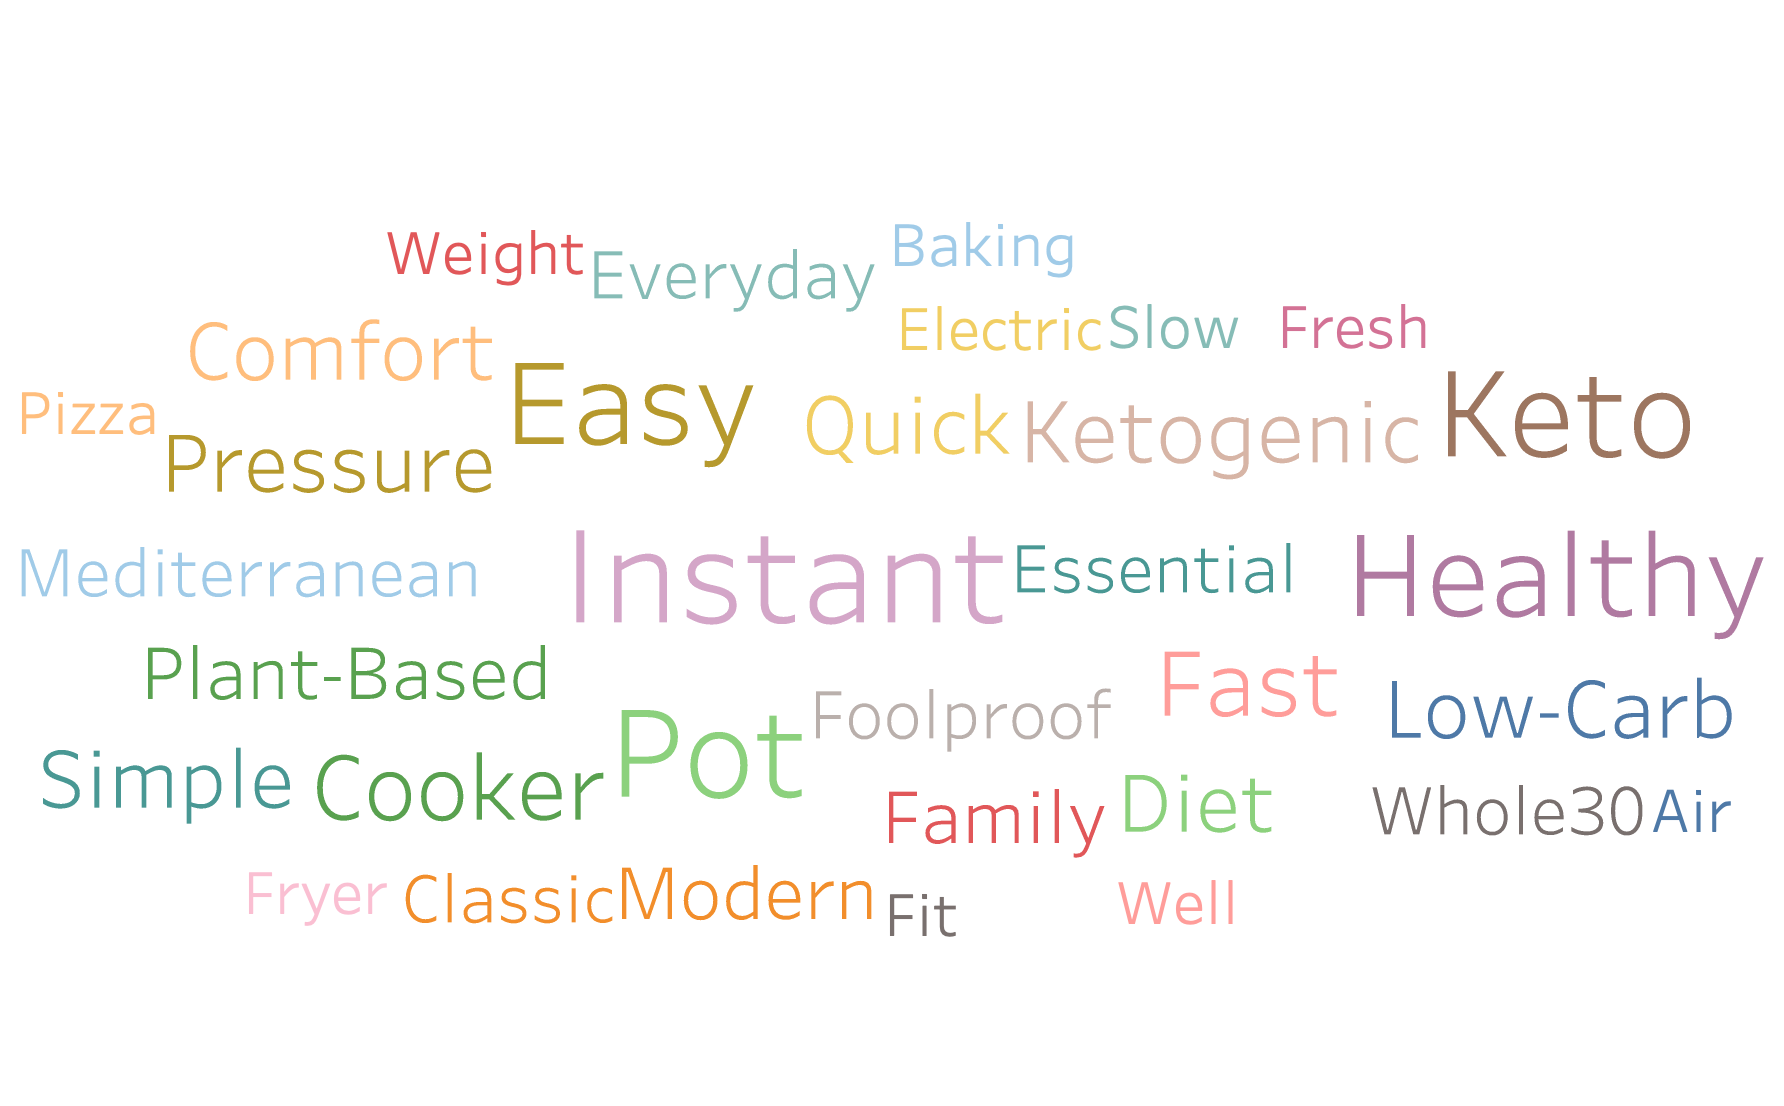 Weight Everyday Baking
Electric Slow Fresh
Comfort Easy Quick Ketogenic Keto
Pizza
Pressure
Mediterranean Instant Essential Healthy
Plant-Based Foolproof Fast Low-Carb
Simple Cooker Pot Family Diet Whole30 Air
Fryer Classic Modern Fit Well